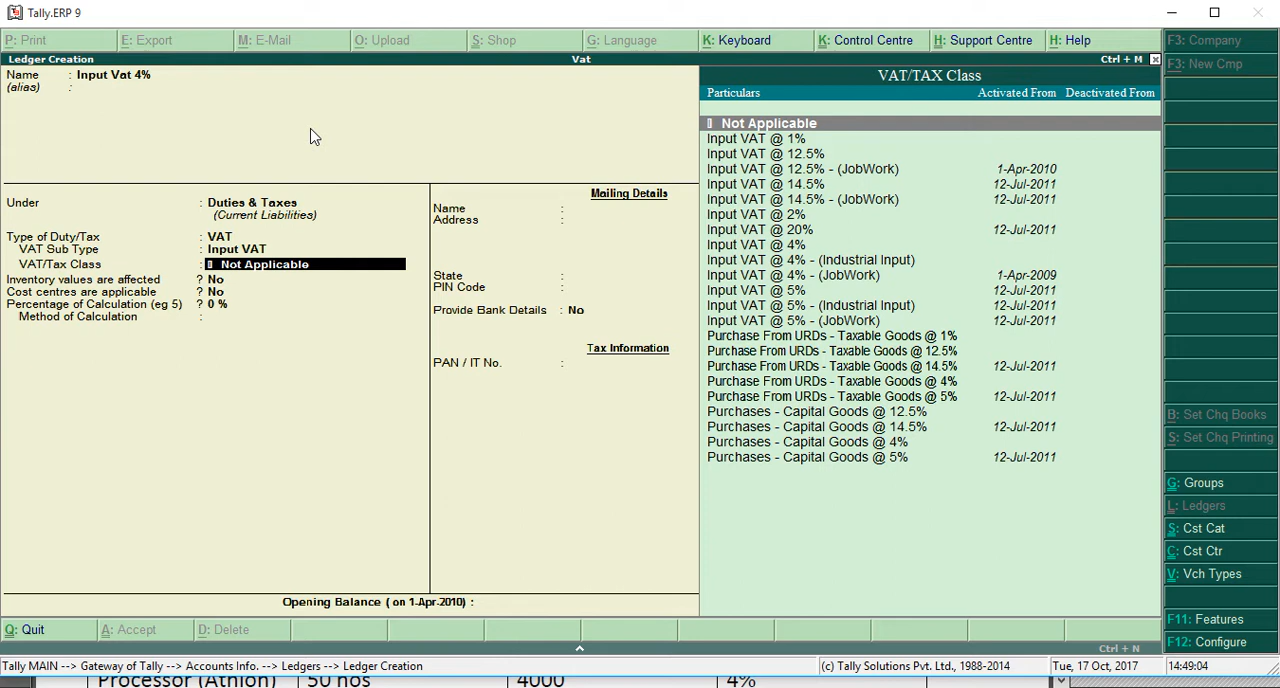 Tally.ERP 9
P: Print E: Export M: E-Mail O: Upload S: Shop G: Language K: Keyboard K: Control Centre H: Support Centre H: Help
F3: Company
F3: New Cmp
Ledger Creation Vat Ctrl + M
Name : Input Vat 4%
(alias) :
Under : Duties & Taxes
(Current Liabilities)
Type of Duty/Tax : VAT
VAT Sub Type : Input VAT
VAT/Tax Class : Not Applicable
Inventory values are affected ? No
Cost centres are applicable ? No
Percentage of Calculation (eg 5) ? 0 %
Method of Calculation :
Mailing Details
Name :
Address :
State :
PIN Code :
Provide Bank Details : No
Tax Information
PAN / IT No. :
Opening Balance ( on 1-Apr-2010) :
VAT/TAX Class
Particulars Activated From Deactivated From
Not Applicable
Input VAT @ 1%
Input VAT @ 12.5%
Input VAT @ 12.5% - (JobWork) 1-Apr-2010
Input VAT @ 14.5% 12-Jul-2011
Input VAT @ 14.5% - (JobWork) 12-Jul-2011
Input VAT @ 2%
Input VAT @ 20% 12-Jul-2011
Input VAT @ 4%
Input VAT @ 4% - (Industrial Input)
Input VAT @ 4% - (JobWork) 1-Apr-2009
Input VAT @ 5% 12-Jul-2011
Input VAT @ 5% - (Industrial Input) 12-Jul-2011
Input VAT @ 5% - (JobWork) 12-Jul-2011
Purchase From URDs - Taxable Goods @ 1%
Purchase From URDs - Taxable Goods @ 12.5%
Purchase From URDs - Taxable Goods @ 14.5% 12-Jul-2011
Purchase From URDs - Taxable Goods @ 4%
Purchase From URDs - Taxable Goods @ 5% 12-Jul-2011
Purchases - Capital Goods @ 12.5%
Purchases - Capital Goods @ 14.5% 12-Jul-2011
Purchases - Capital Goods @ 4%
Purchases - Capital Goods @ 5% 12-Jul-2011
B: Set Chq Books
S: Set Chq Printing
G: Groups
L: Ledgers
S: Cst Cat
C: Cst Ctr
V: Vch Types
F11: Features
F12: Configure
Q: Quit A: Accept D: Delete
Ctrl + N
Tally MAIN --> Gateway of Tally --> Accounts Info. --> Ledgers --> Ledger Creation (c) Tally Solutions Pvt. Ltd., 1988-2014 Tue, 17 Oct, 2017 14:49:04
Processor (Athlon) 50 nos 4000 4%